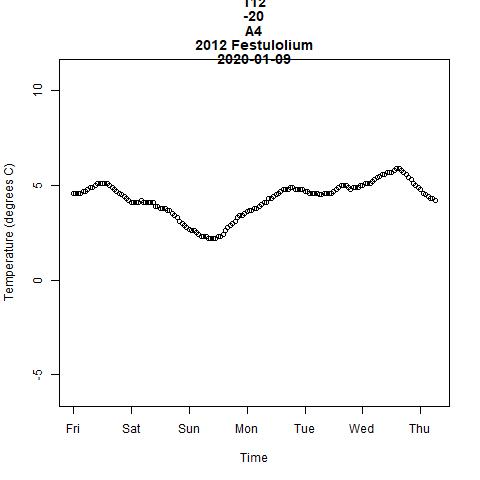 T12
-20
A4
2012 Festulolium
2020-01-09
Temperature (degrees C)
10
5
0
-5
Fri Sat Sun Mon Tue Wed Thu
Time